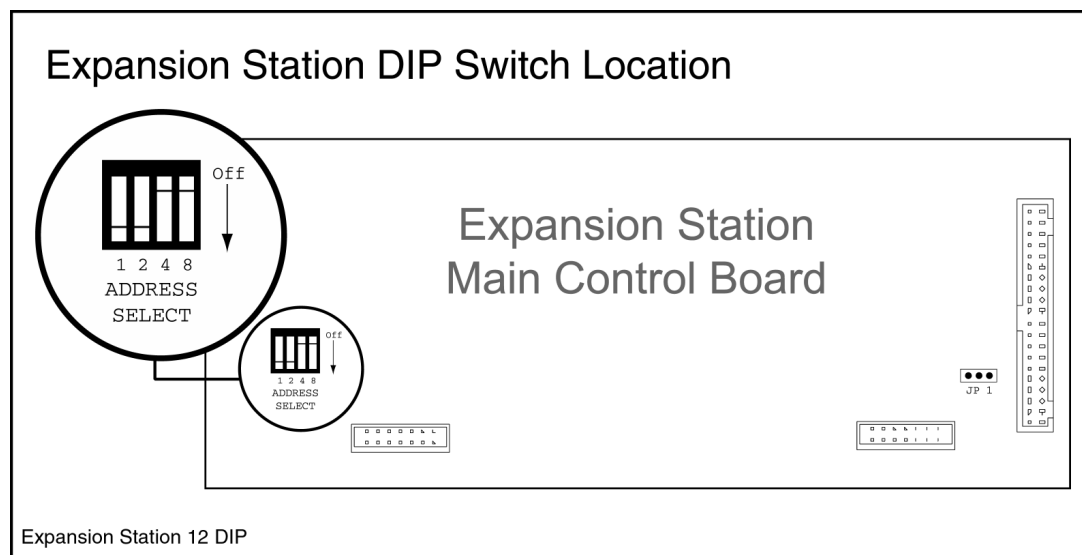 Expansion Station DIP Switch Location
Off
1 2 4 8
ADDRESS
SELECT
Expansion Station
Main Control Board
Off
1 2 4 8
ADDRESS
SELECT
JP 1
Expansion Station 12 DIP